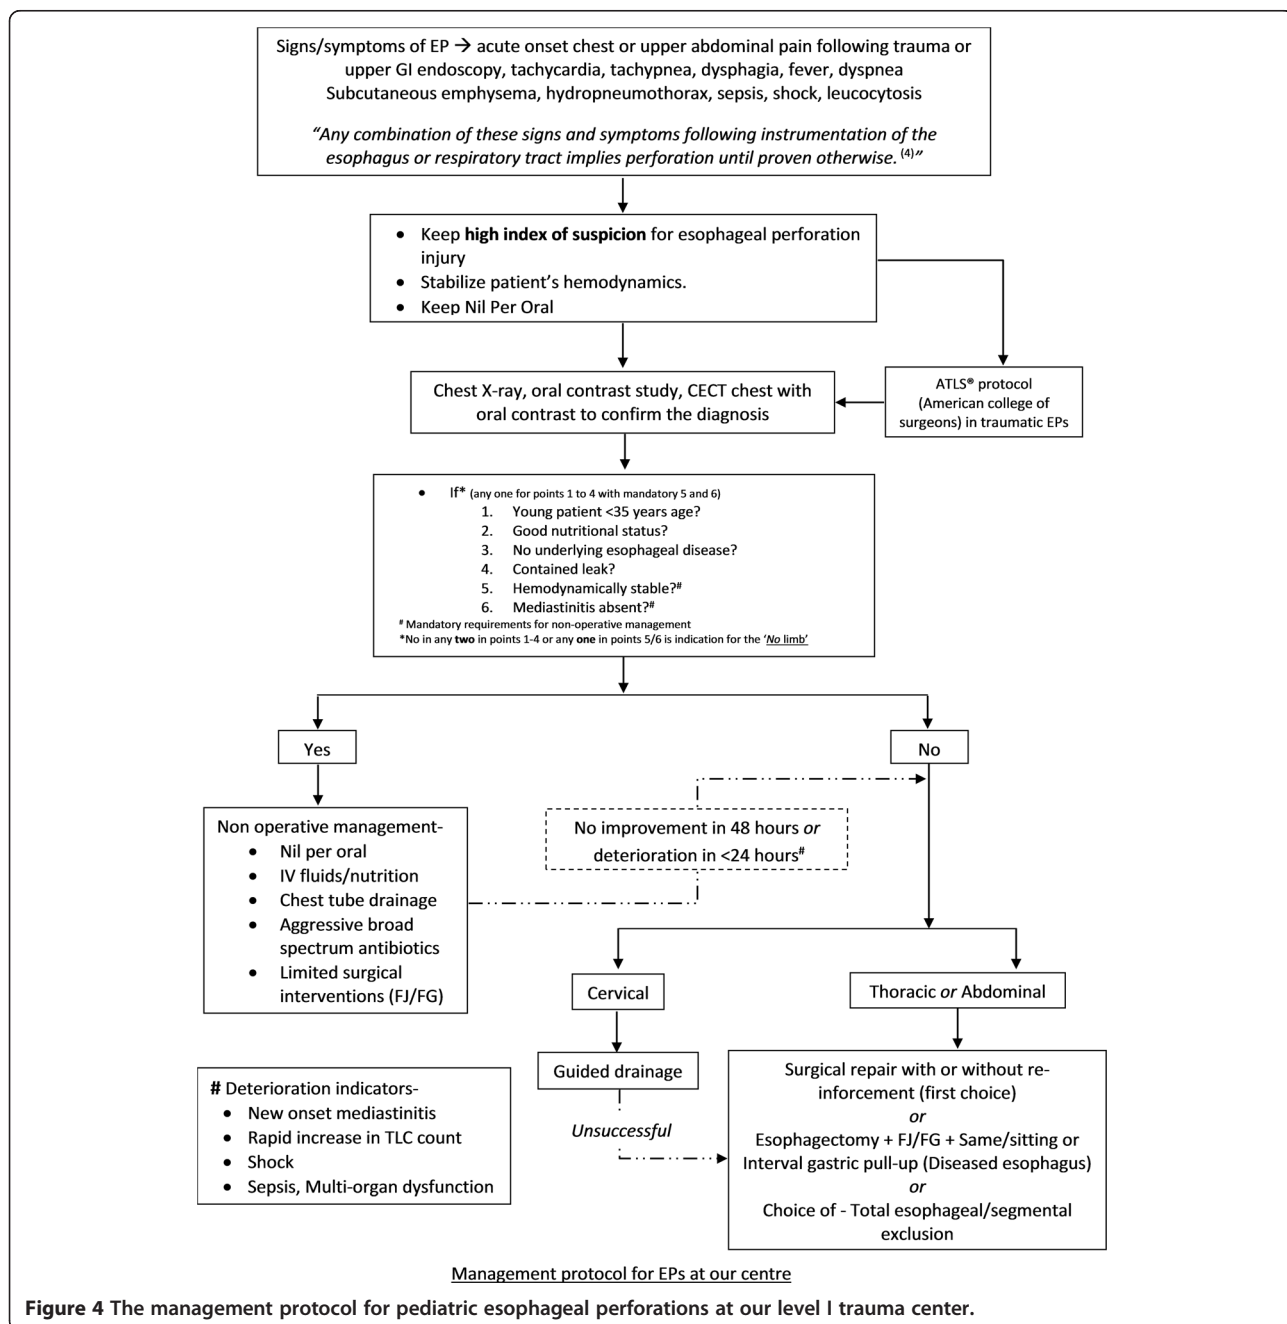 Signs/symptoms of EP → acute onset chest or upper abdominal pain following trauma or
upper GI endoscopy, tachycardia, tachypnea, dysphagia, fever, dyspnea
Subcutaneous emphysema, hydropneumothorax, sepsis, shock, leucocytosis
“Any combination of these signs and symptoms following instrumentation of the
esophagus or respiratory tract implies perforation until proven otherwise. (4)”
• Keep high index of suspicion for esophageal perforation
injury
• Stabilize patient’s hemodynamics.
• Keep Nil Per Oral
Chest X-ray, oral contrast study, CECT chest with
oral contrast to confirm the diagnosis
ATLS® protocol
(American college of
surgeons) in traumatic EPs
• If* (any one for points 1 to 4 with mandatory 5 and 6)
1. Young patient <35 years age?
2. Good nutritional status?
3. No underlying esophageal disease?
4. Contained leak?
5. Hemodynamically stable?#
6. Mediastinitis absent?#
# Mandatory requirements for non-operative management
*No in any two in points 1-4 or any one in points 5/6 is indication for the ‘No limb’
Yes
No
Non operative management-
• Nil per oral
• IV fluids/nutrition
• Chest tube drainage
• Aggressive broad
spectrum antibiotics
• Limited surgical
interventions (FJ/FG)
No improvement in 48 hours or
deterioration in <24 hours#
Cervical
Thoracic or Abdominal
Guided drainage
Unsuccessful
Surgical repair with or without re-
inforcement (first choice)
or
Esophagectomy + FJ/FG + Same/sitting or
Interval gastric pull-up (Diseased esophagus)
or
Choice of - Total esophageal/segmental
exclusion
# Deterioration indicators-
• New onset mediastinitis
• Rapid increase in TLC count
• Shock
• Sepsis, Multi-organ dysfunction
Management protocol for EPs at our centre
Figure 4 The management protocol for pediatric esophageal perforations at our level I trauma center.